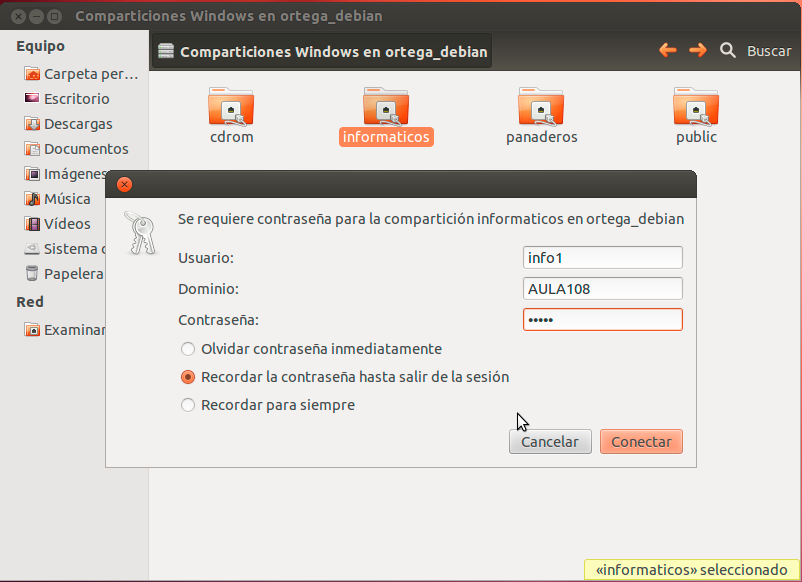 Comparticiones Windows en ortega_debian
Equipo
Comparticiones Windows en ortega_debian
Buscar
Carpeta per...
Escritorio
Descargas
Documentos
Imágenes
Música
Vídeos
Sistema
Papelera
Red
Examinar
cdrom
informaticos
panaderos
public
Se requiere contraseña para la compartición informaticos en ortega_debian
Usuario: info1
Dominio: AULA108
Contraseña: •••••
Olvidar contraseña inmediatamente
Recordar la contraseña hasta salir de la sesión
Recordar para siempre
Cancelar Conectar
«informaticos» seleccionado